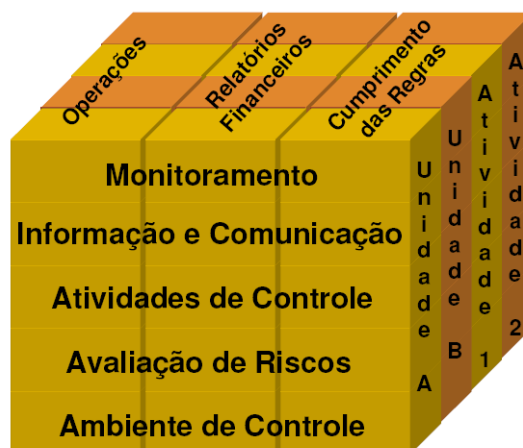 Operações
Relatórios
Financeiros
Cumprimento
das Regras
Monitoramento
Informação e Comunicação
Atividades de Controle
Avaliação de Riscos
Ambiente de Controle
Unidade A
Unidade B
Atividade 1
Atividade 2